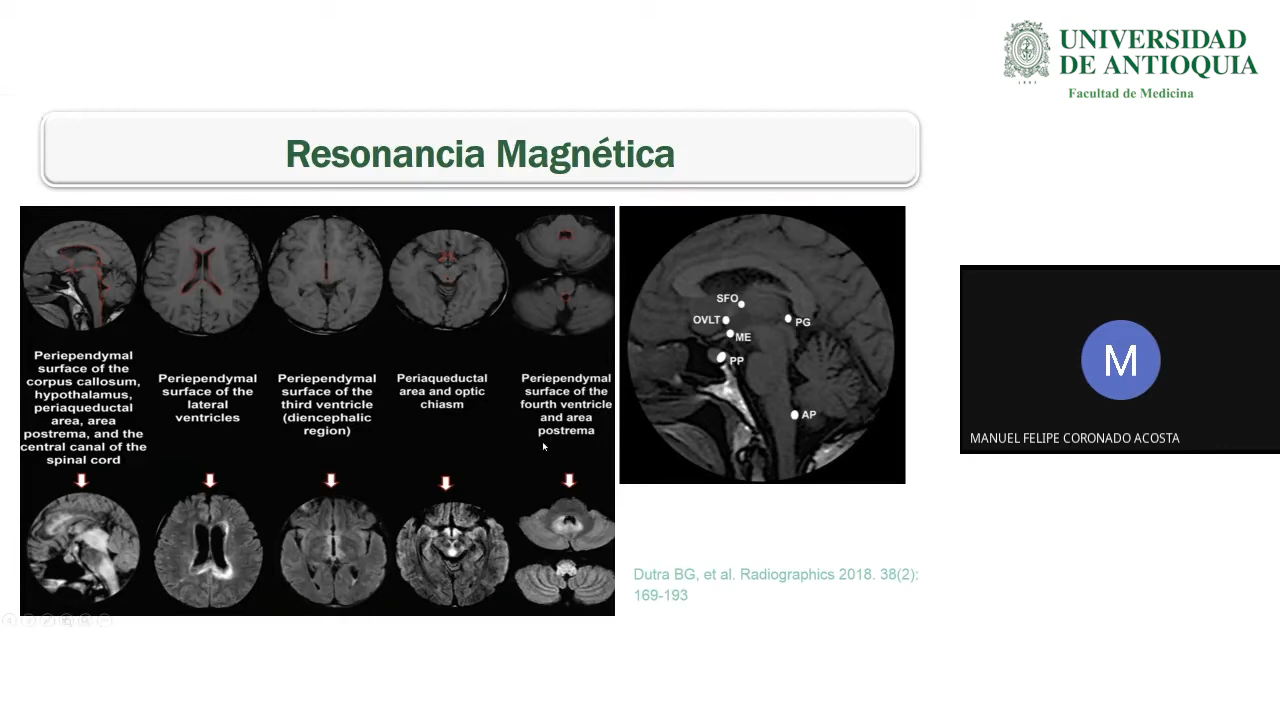 UNIVERSIDAD
DE ANTIOQUIA
Facultad de Medicina
Resonancia Magnética
Periependymal
surface of the
corpus callosum,
hypothalamus,
periaqueductal
area, area
postrema, and the
central canal of the
spinal cord
Periependymal
surface of the
lateral
ventricles
Periependymal
surface of the
third ventricle
(diencephalic
region)
Periaqueductal
area and optic
chiasm
Periependymal
surface of the
fourth ventricle
and area
postrema
SFO
OVLT
PG
ME
PP
AP
Dutra BG, et al. Radiographics 2018. 38(2):
169-193
M
MANUEL FELIPE CORONADO ACOSTA